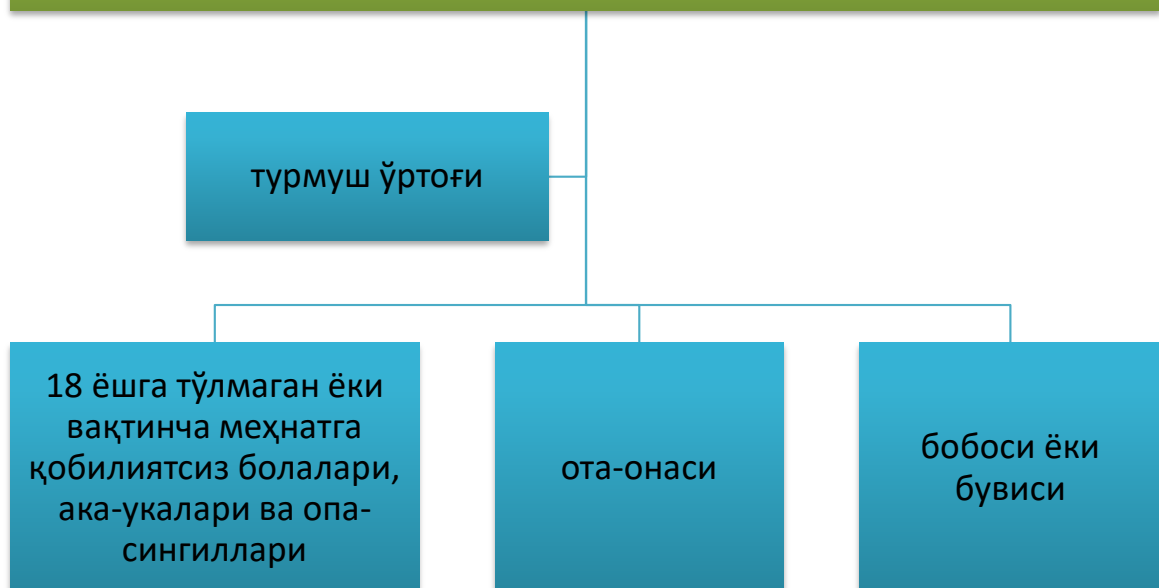 турмуш ўртоғи
18 ёшга тўлмаган ёки
вақтинча меҳнатга
қобилиятсиз болалари,
ака-укалари ва опа-
сингиллари
ота-онаси
бобоси ёки
бувиси